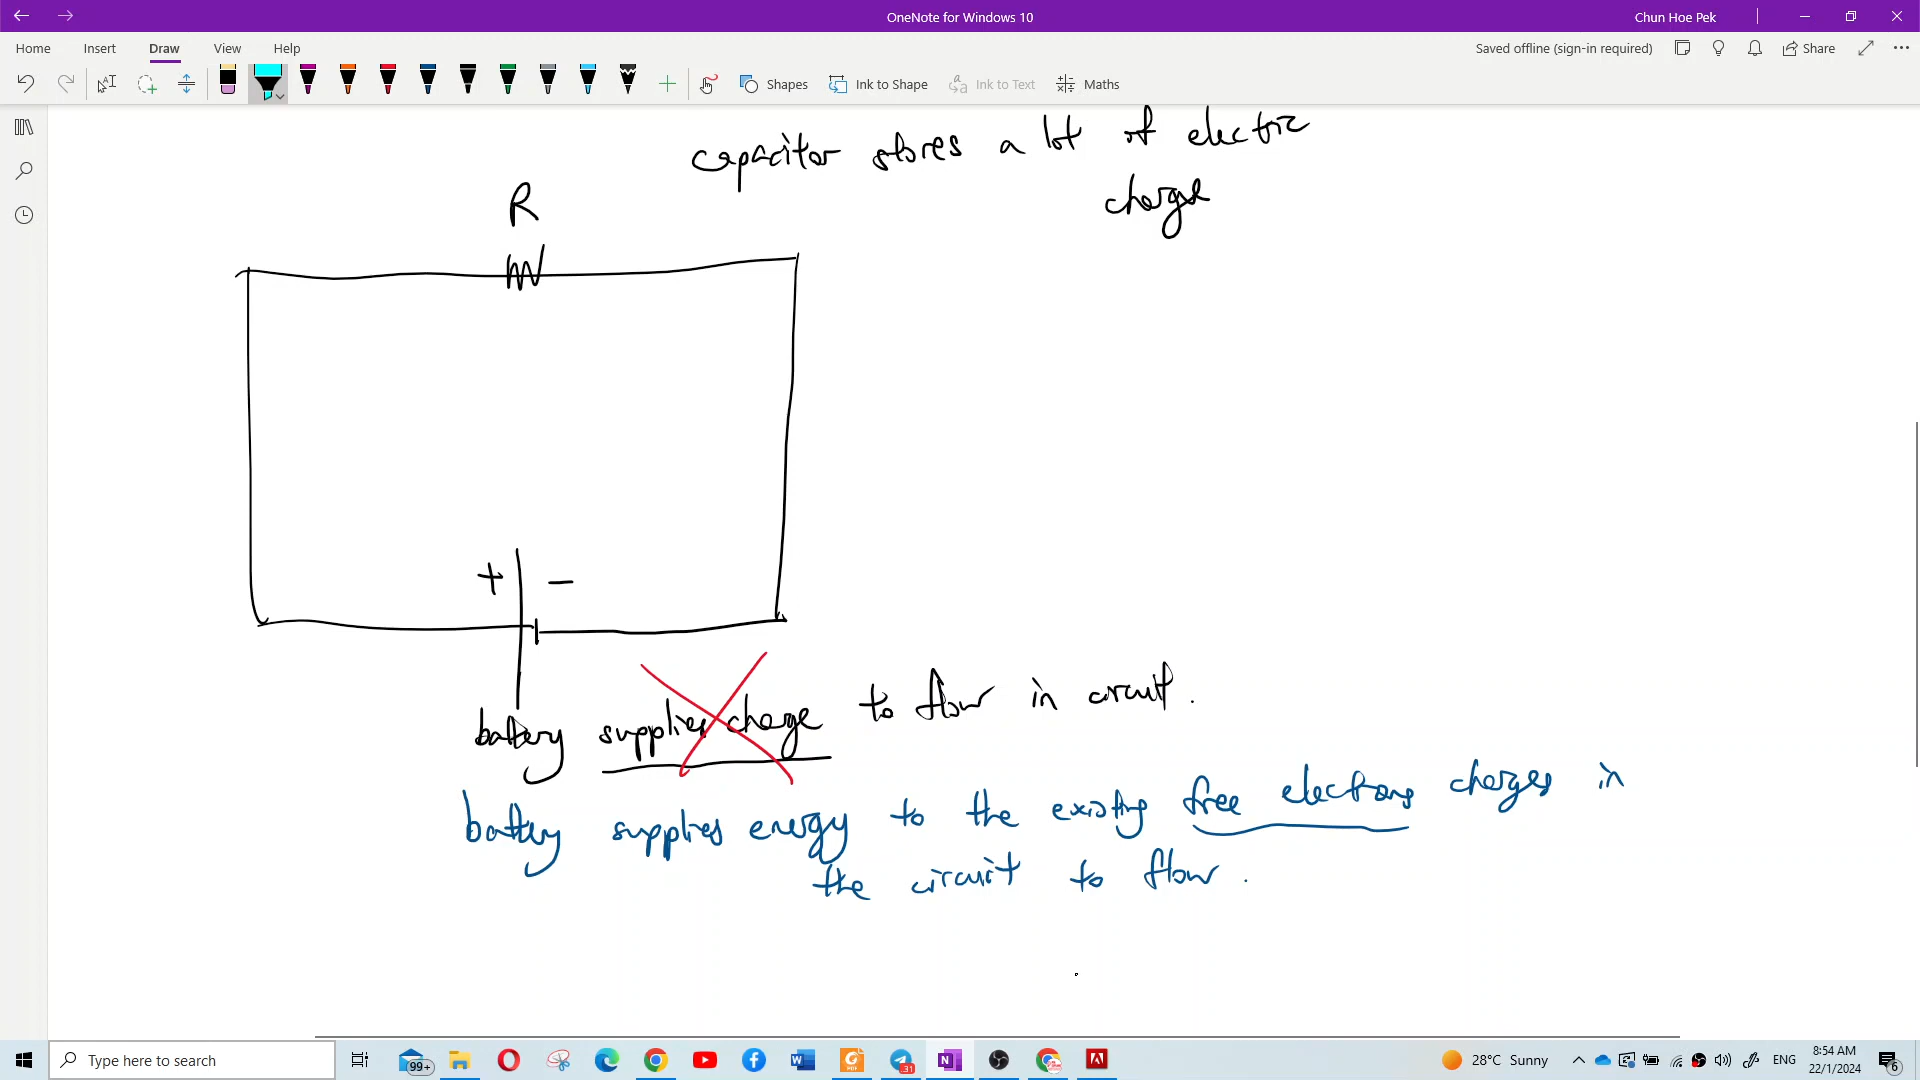 OneNote for Windows 10
Chun Hoe Pek
Home Insert Draw View Help
Saved offline (sign-in required) Share
Shapes Ink to Shape Ink to Text Maths
capacitor stores a lot of electric
charge
R
+ −
battery supplies charge to flow in circuit.
battery supplies energy to the existing free electrons charges in
the circuit to flow.
Type here to search
99+
W
31
N
28°C Sunny
ENG
8:54 AM
22/1/2024
6